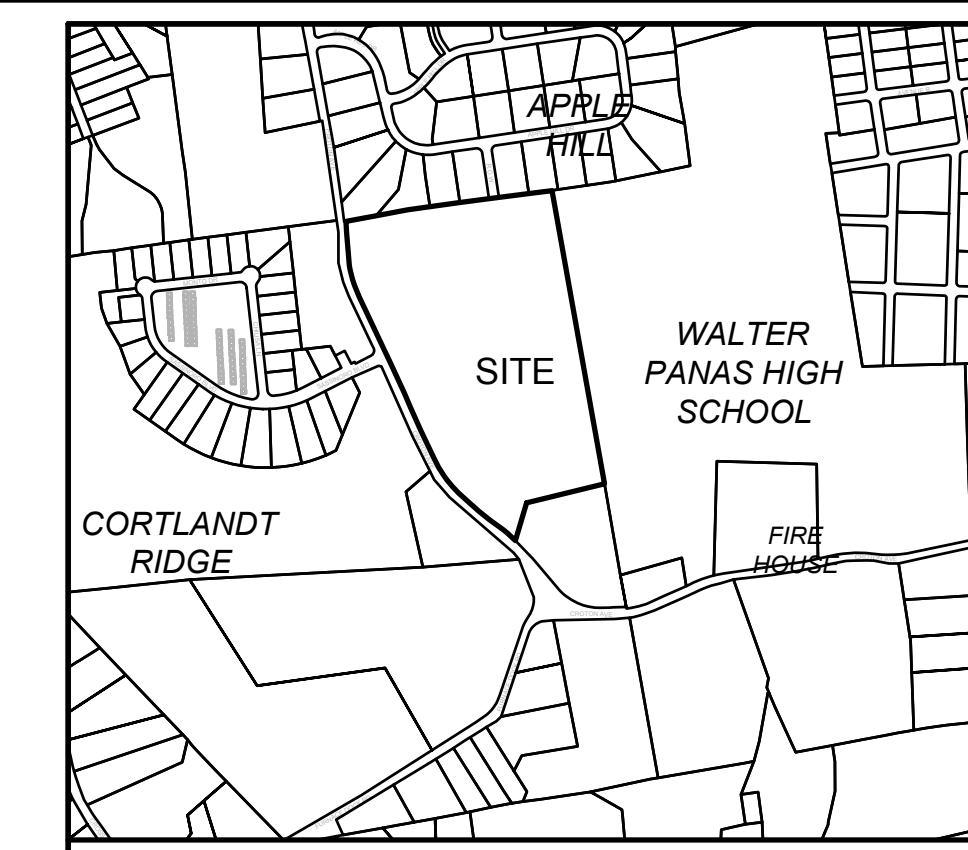 APPLE
HILL
SITE
WALTER
PANAS HIGH
SCHOOL
CORTLANDT
RIDGE
FIRE
HOUSE
CROTON AVE